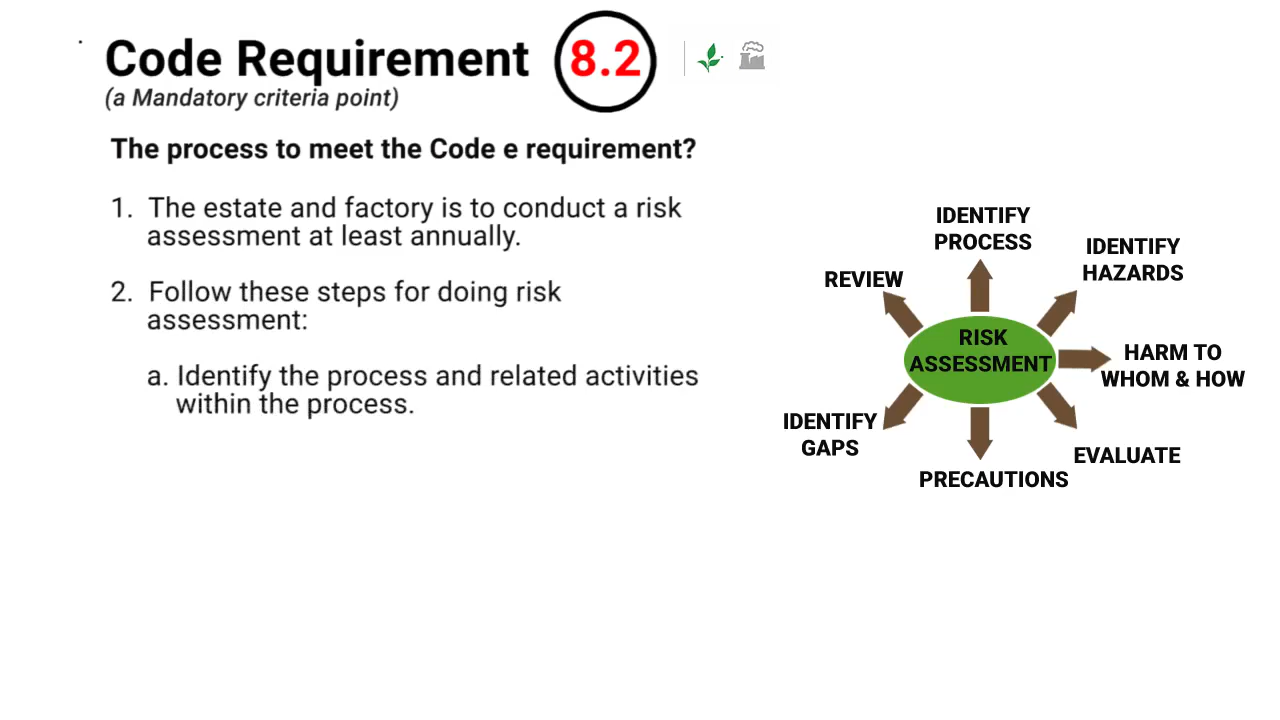 Code Requirement 8.2
(a Mandatory criteria point)
The process to meet the Code e requirement?
1. The estate and factory is to conduct a risk
assessment at least annually.
2. Follow these steps for doing risk
assessment:
a. Identify the process and related activities
within the process.
IDENTIFY
PROCESS
IDENTIFY
HAZARDS
REVIEW
RISK
ASSESSMENT
HARM TO
WHOM & HOW
IDENTIFY
GAPS
EVALUATE
PRECAUTIONS